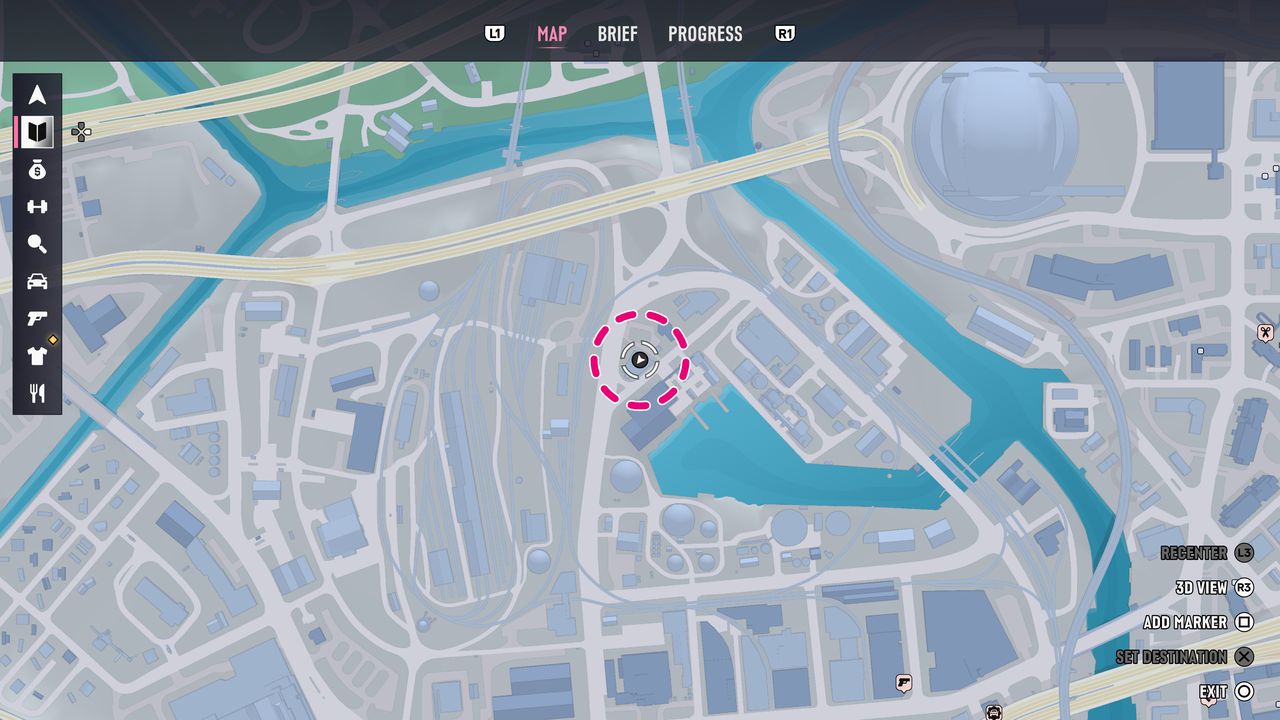 L1 MAP BRIEF PROGRESS R1
RECENTER L3
3D VIEW R3
ADD MARKER
SET DESTINATION
EXIT